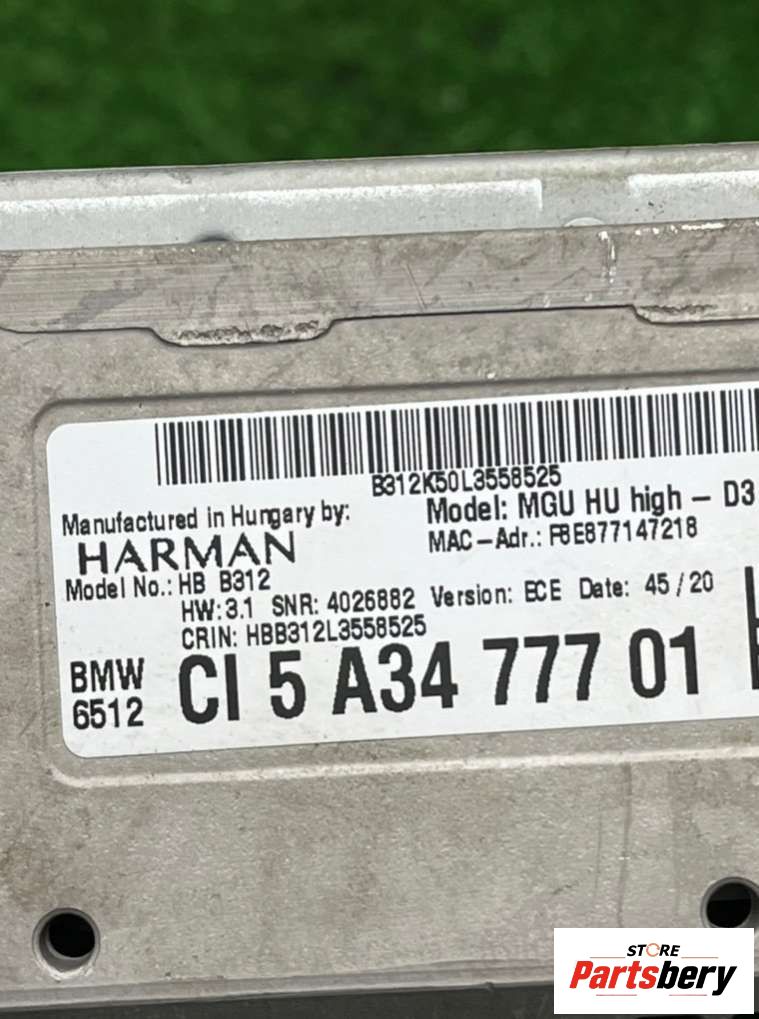 B312K50L3558525
Manufactured in Hungary by:
HARMAN
Model: MGU HU high – D3
MAC-Adr.: F8E877147218
Model No.: HB B312
HW: 3.1 SNR: 4026882 Version: ECE Date: 45/20
CRIN: HBB312L3558525
BMW
6512
CI 5 A34 777 01
STORE
Partsbery